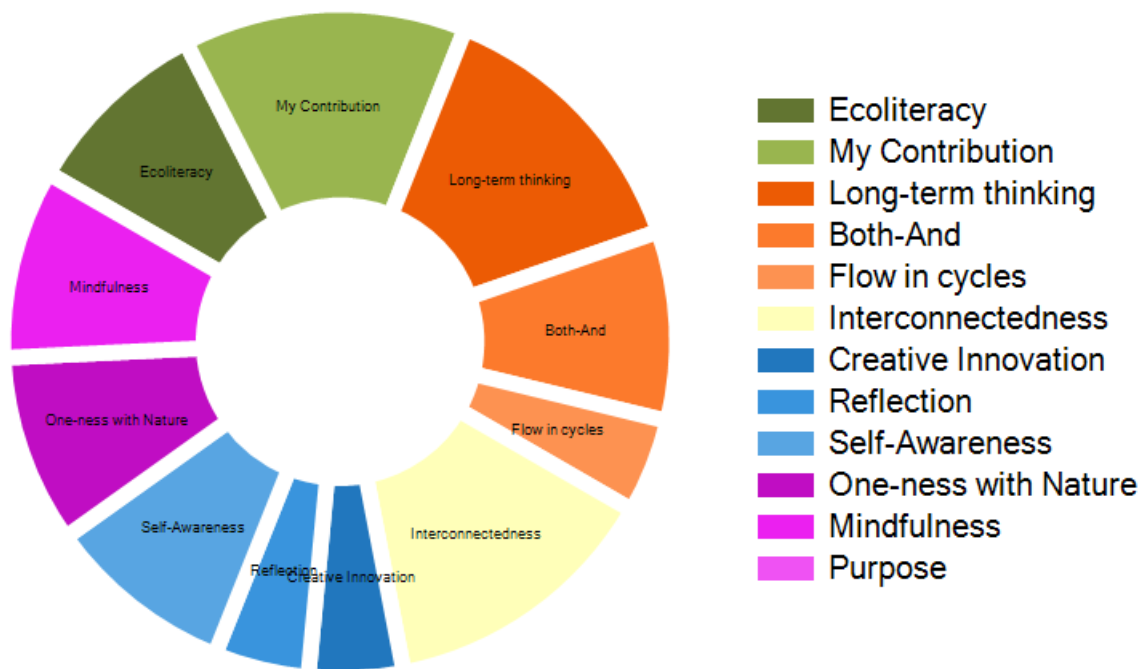 My Contribution
Long-term thinking
Ecoliteracy
Mindfulness
Both-And
One-ness with Nature
Flow in cycles
Self-Awareness
Interconnectedness
Reflection
Creative Innovation
Ecoliteracy
My Contribution
Long-term thinking
Both-And
Flow in cycles
Interconnectedness
Creative Innovation
Reflection
Self-Awareness
One-ness with Nature
Mindfulness
Purpose